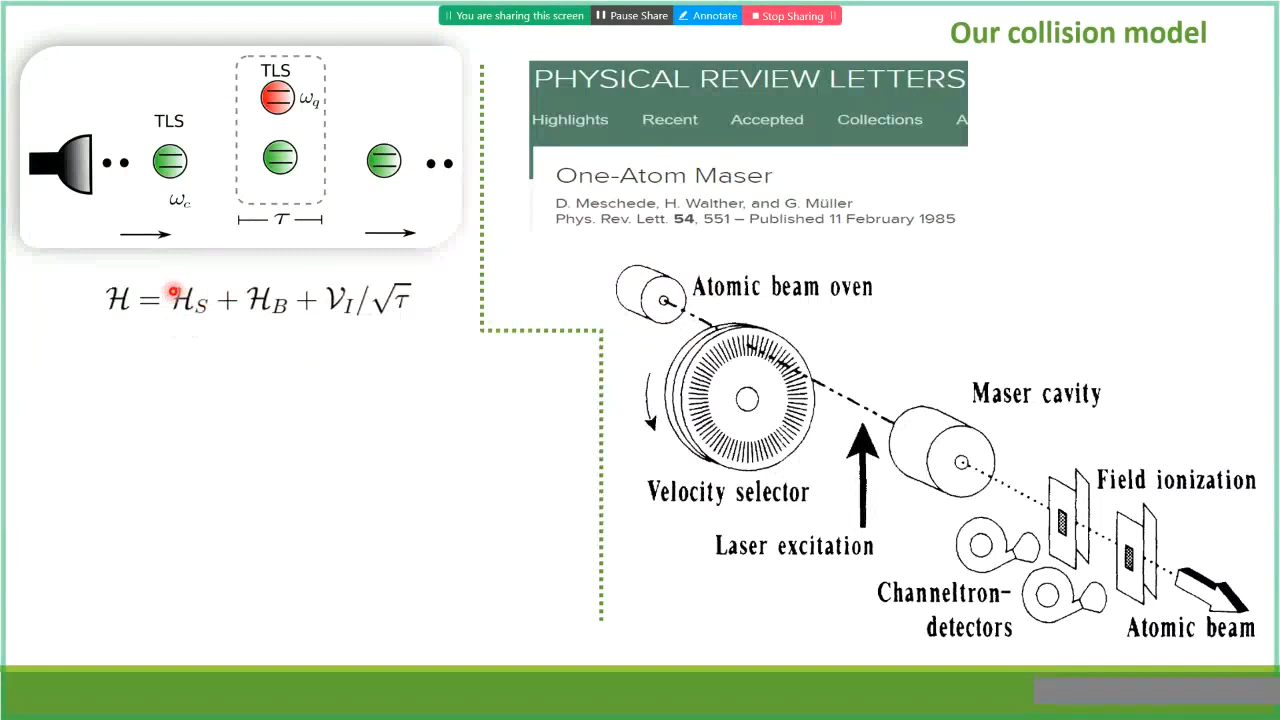 You are sharing this screen Pause Share Annotate Stop Sharing
Our collision model
TLS
ω_q
TLS
ω_c
τ
ℋ = ℋ_S + ℋ_B + 𝒱_I/√τ
PHYSICAL REVIEW LETTERS
Highlights Recent Accepted Collections A
One-Atom Maser
D. Meschede, H. Walther, and G. Müller
Phys. Rev. Lett. 54, 551 – Published 11 February 1985
Atomic beam oven
Maser cavity
Velocity selector
Field ionization
Laser excitation
Channeltron-
detectors
Atomic beam